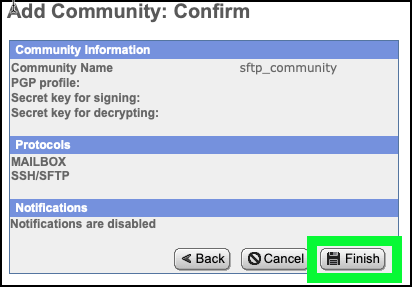 Add Community: Confirm
Community Information
Community Name sftp_community
PGP profile:
Secret key for signing:
Secret key for decrypting:
Protocols
MAILBOX
SSH/SFTP
Notifications
Notifications are disabled
Back Cancel Finish